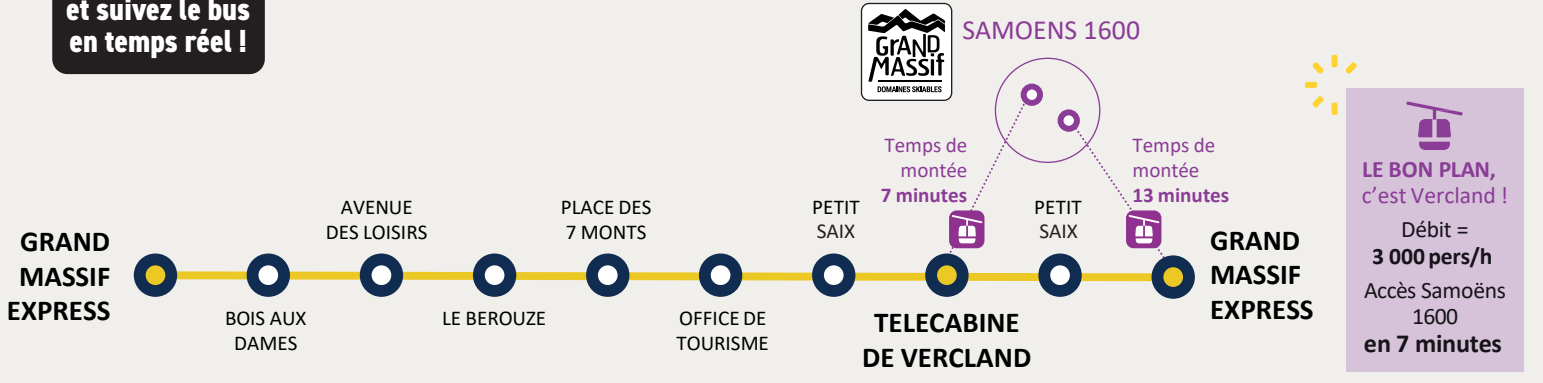 et suivez le bus
en temps réel !
GrAND
MASSif
DOMAINES SKIABLES
SAMOENS 1600
Temps de
montée
7 minutes
Temps de
montée
13 minutes
GRAND
MASSIF
EXPRESS
BOIS AUX
DAMES
AVENUE
DES LOISIRS
LE BEROUZE
PLACE DES
7 MONTS
OFFICE DE
TOURISME
PETIT
SAIX
TELECABINE
DE VERCLAND
PETIT
SAIX
GRAND
MASSIF
EXPRESS
LE BON PLAN,
c’est Vercland !
Débit =
3 000 pers/h
Accès Samoëns
1600
en 7 minutes